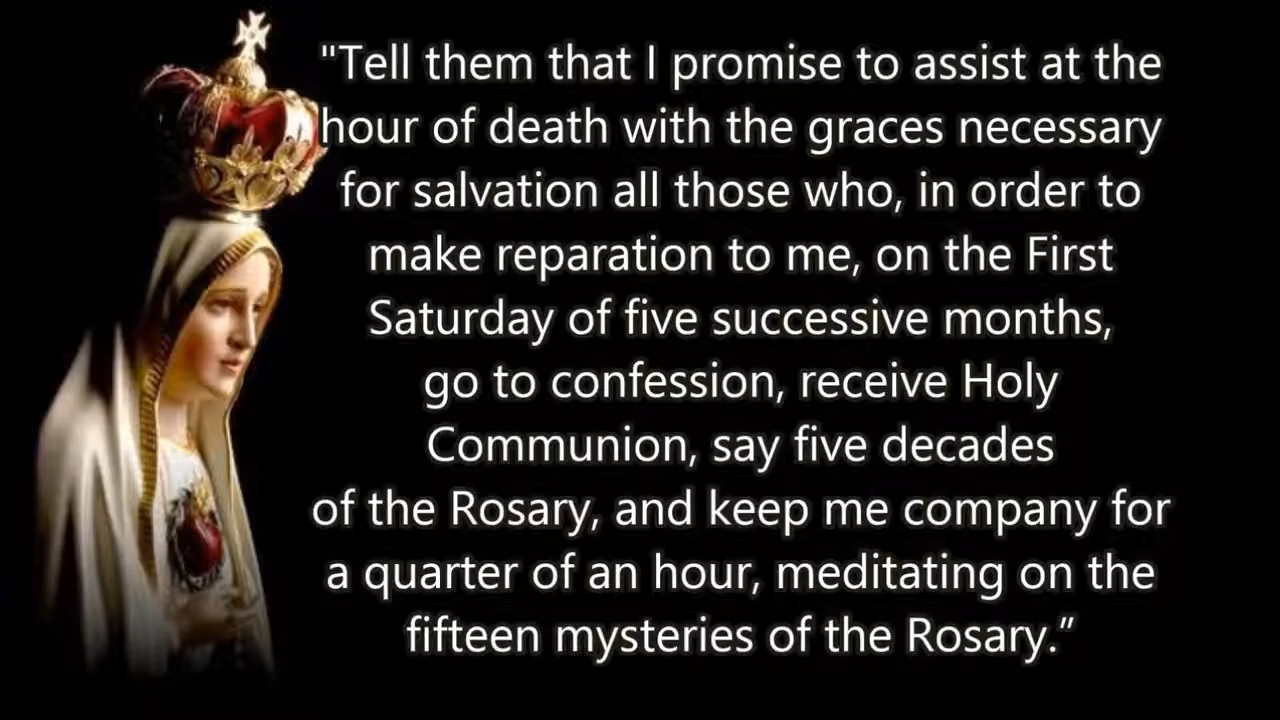 "Tell them that I promise to assist at the
hour of death with the graces necessary
for salvation all those who, in order to
make reparation to me, on the First
Saturday of five successive months,
go to confession, receive Holy
Communion, say five decades
of the Rosary, and keep me company for
a quarter of an hour, meditating on the
fifteen mysteries of the Rosary.”